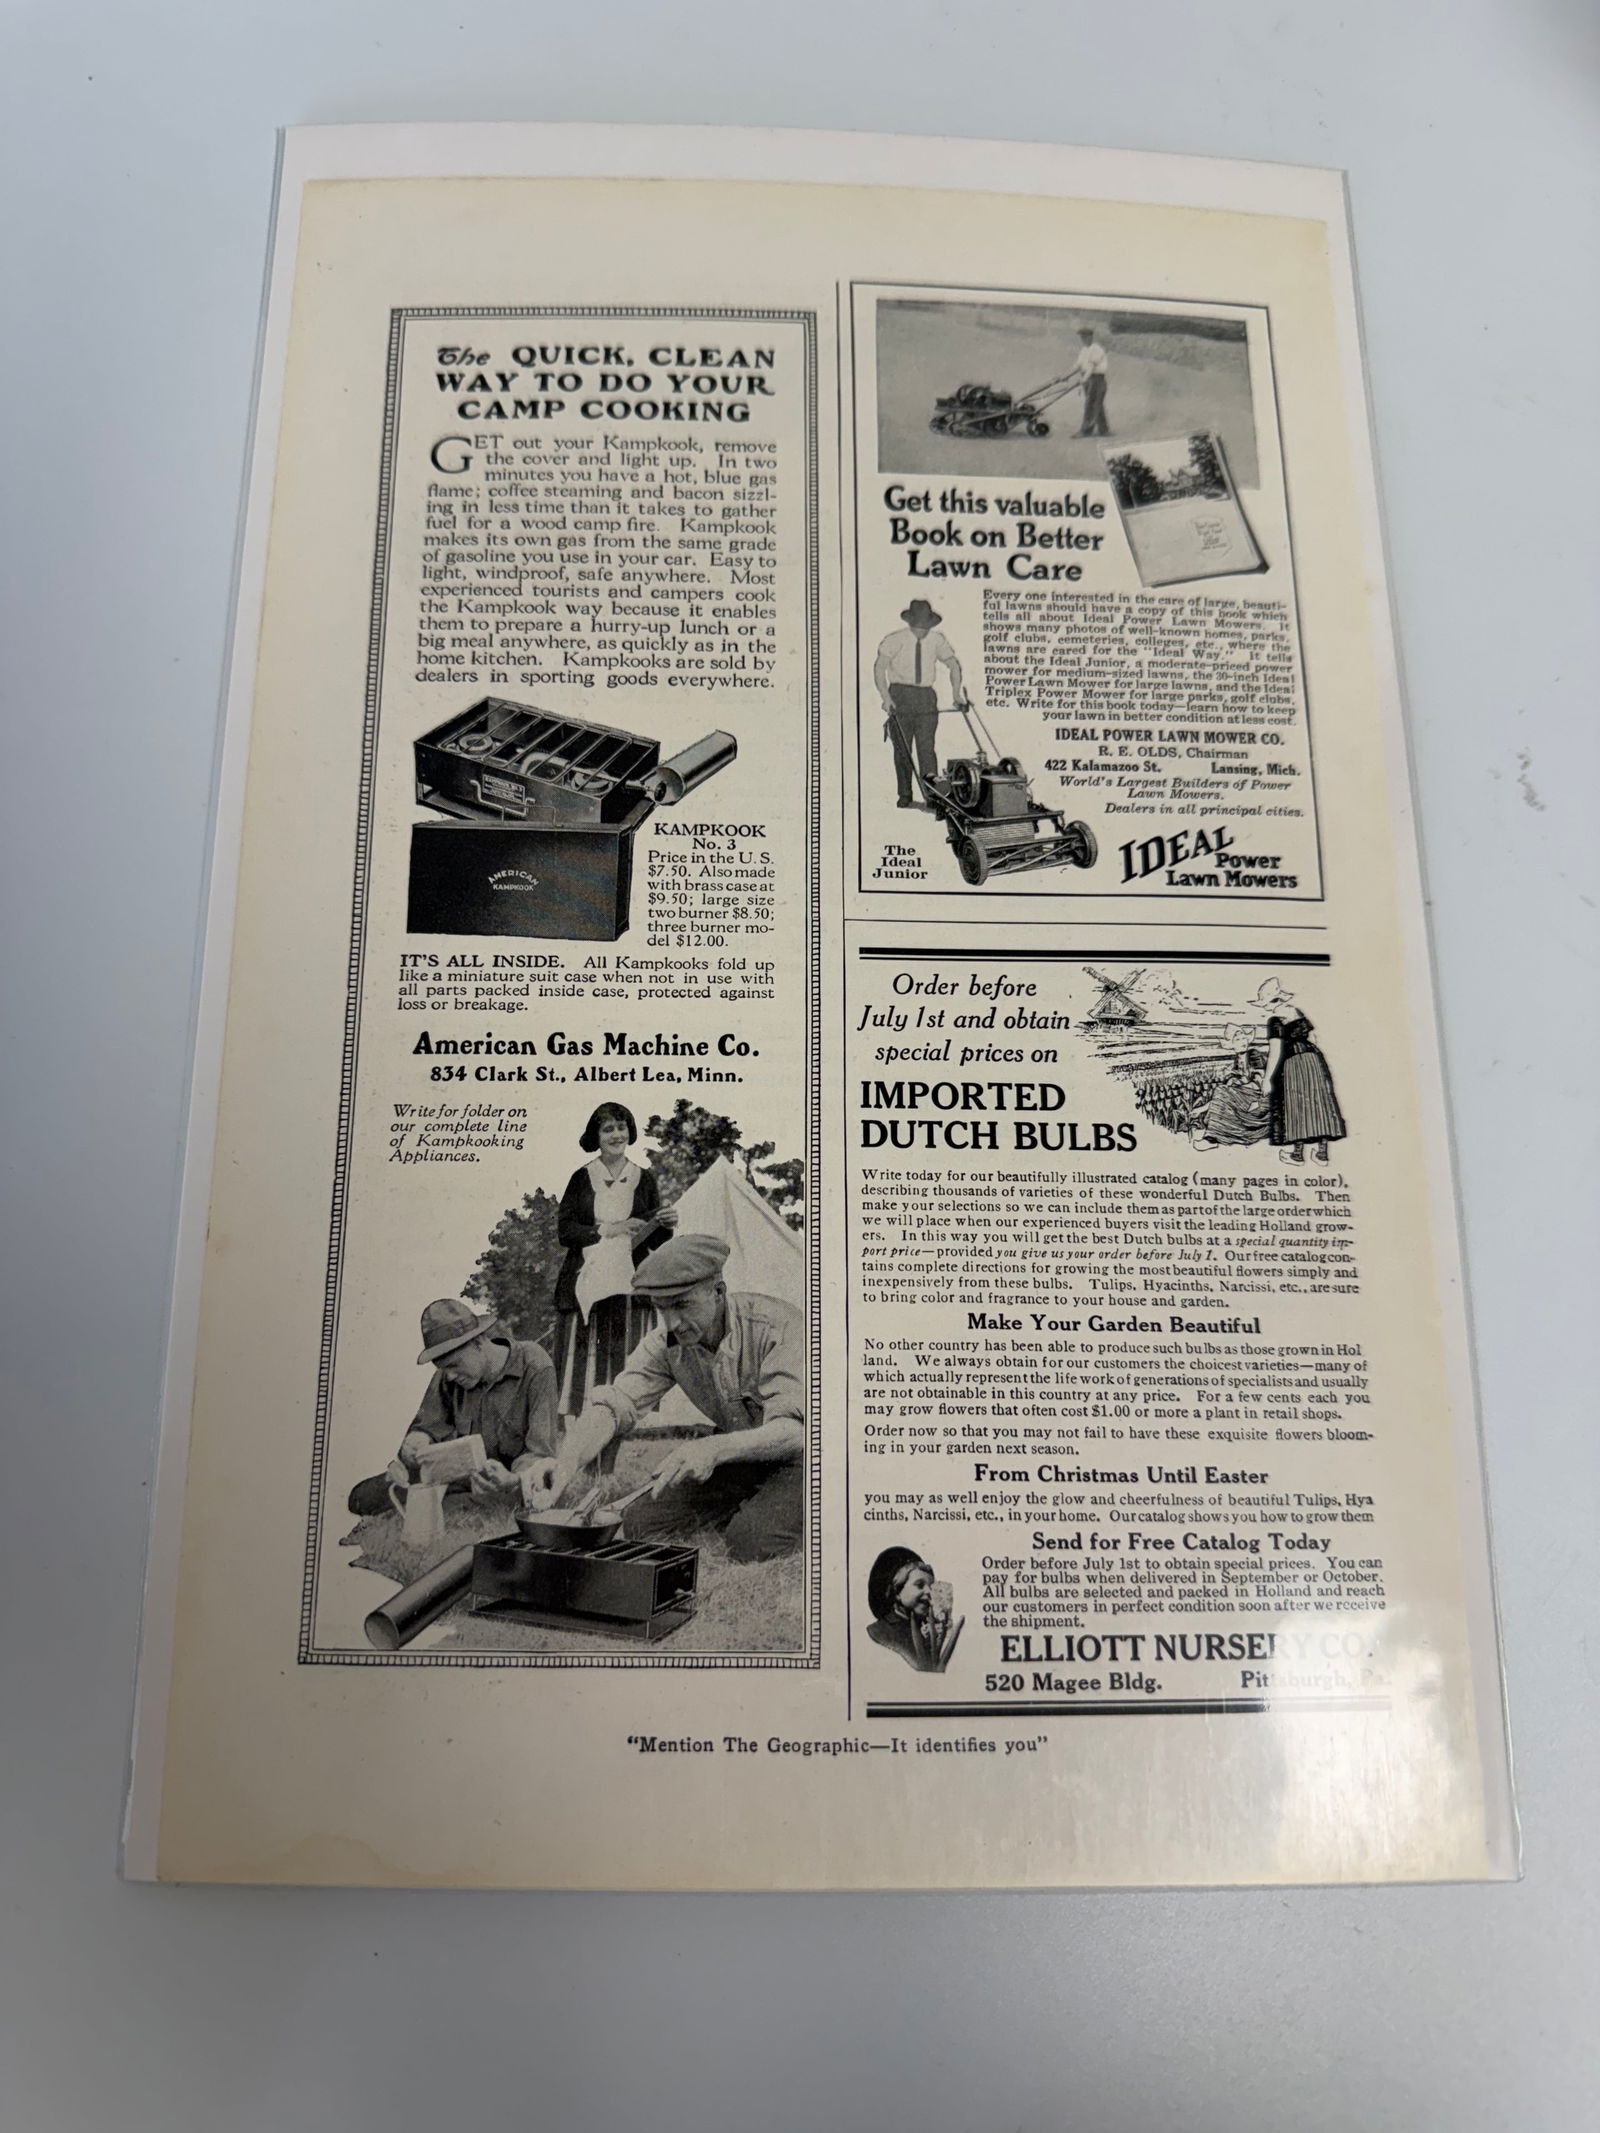 The QUICK, CLEAN
WAY TO DO YOUR
CAMP COOKING
GET out your Kampkook, remove
the cover and light up. In two
minutes you have a hot, blue gas
flame; coffee steaming and bacon sizzl-
ing in less time than it takes to gather
fuel for a wood camp fire. Kampkook
makes its own gas from the same grade
of gasoline you use in your car. Easy to
light, windproof, safe anywhere. Most
experienced tourists and campers cook
the Kampkook way because it enables
them to prepare a hurry-up lunch or a
big meal anywhere, as quickly as in the
home kitchen. Kampkooks are sold by
dealers in sporting goods everywhere.
AMERICAN
KAMPKOOK
KAMPKOOK
No. 3
Price in the U. S.
$7.50. Also made
with brass case at
$9.50; large size
two burner $8.50;
three burner mo-
del $12.00.
IT'S ALL INSIDE. All Kampkooks fold up
like a miniature suit case when not in use with
all parts packed inside case, protected against
loss or breakage.
American Gas Machine Co.
834 Clark St., Albert Lea, Minn.
Write for folder on
our complete line
of Kampkooking
Appliances.
Get this valuable
Book on Better
Lawn Care
Every one interested in the care of large, beauti-
ful lawns should have a copy of this book which
tells all about Ideal Power Lawn Mowers. It
shows many photos of well-known homes, parks,
golf clubs, cemeteries, colleges, etc., where the
lawns are cared for the "Ideal Way." It tells
about the Ideal Junior, a moderate-priced power
mower for medium-sized lawns, the 30-inch Ideal
Power Lawn Mower for large lawns, and the Ideal
Triplex Power Mower for large parks, golf clubs,
etc. Write for this book today—learn how to keep
your lawn in better condition at less cost.
IDEAL POWER LAWN MOWER CO.
R. E. OLDS, Chairman
422 Kalamazoo St. Lansing, Mich.
World's Largest Builders of Power
Lawn Mowers.
Dealers in all principal cities.
The
Ideal
Junior
IDEAL
Power
Lawn Mowers
Order before
July 1st and obtain
special prices on
IMPORTED
DUTCH BULBS
Write today for our beautifully illustrated catalog (many pages in color),
describing thousands of varieties of these wonderful Dutch Bulbs. Then
make your selections so we can include them as part of the large order which
we will place when our experienced buyers visit the leading Holland grow-
ers. In this way you will get the best Dutch bulbs at a special quantity im-
port price—provided you give us your order before July 1. Our free catalog con-
tains complete directions for growing the most beautiful flowers simply and
inexpensively from these bulbs. Tulips, Hyacinths, Narcissi, etc., are sure
to bring color and fragrance to your house and garden.
Make Your Garden Beautiful
No other country has been able to produce such bulbs as those grown in Hol
land. We always obtain for our customers the choicest varieties—many of
which actually represent the life work of generations of specialists and usually
are not obtainable in this country at any price. For a few cents each you
may grow flowers that often cost $1.00 or more a plant in retail shops.
Order now so that you may not fail to have these exquisite flowers bloom-
ing in your garden next season.
From Christmas Until Easter
you may as well enjoy the glow and cheerfulness of beautiful Tulips, Hya
cinths, Narcissi, etc., in your home. Our catalog shows you how to grow them
Send for Free Catalog Today
Order before July 1st to obtain special prices. You can
pay for bulbs when delivered in September or October.
All bulbs are selected and packed in Holland and reach
our customers in perfect condition soon after we receive
the shipment.
ELLIOTT NURSERY CO.
520 Magee Bldg. Pittsburgh, Pa.
"Mention The Geographic—It identifies you"